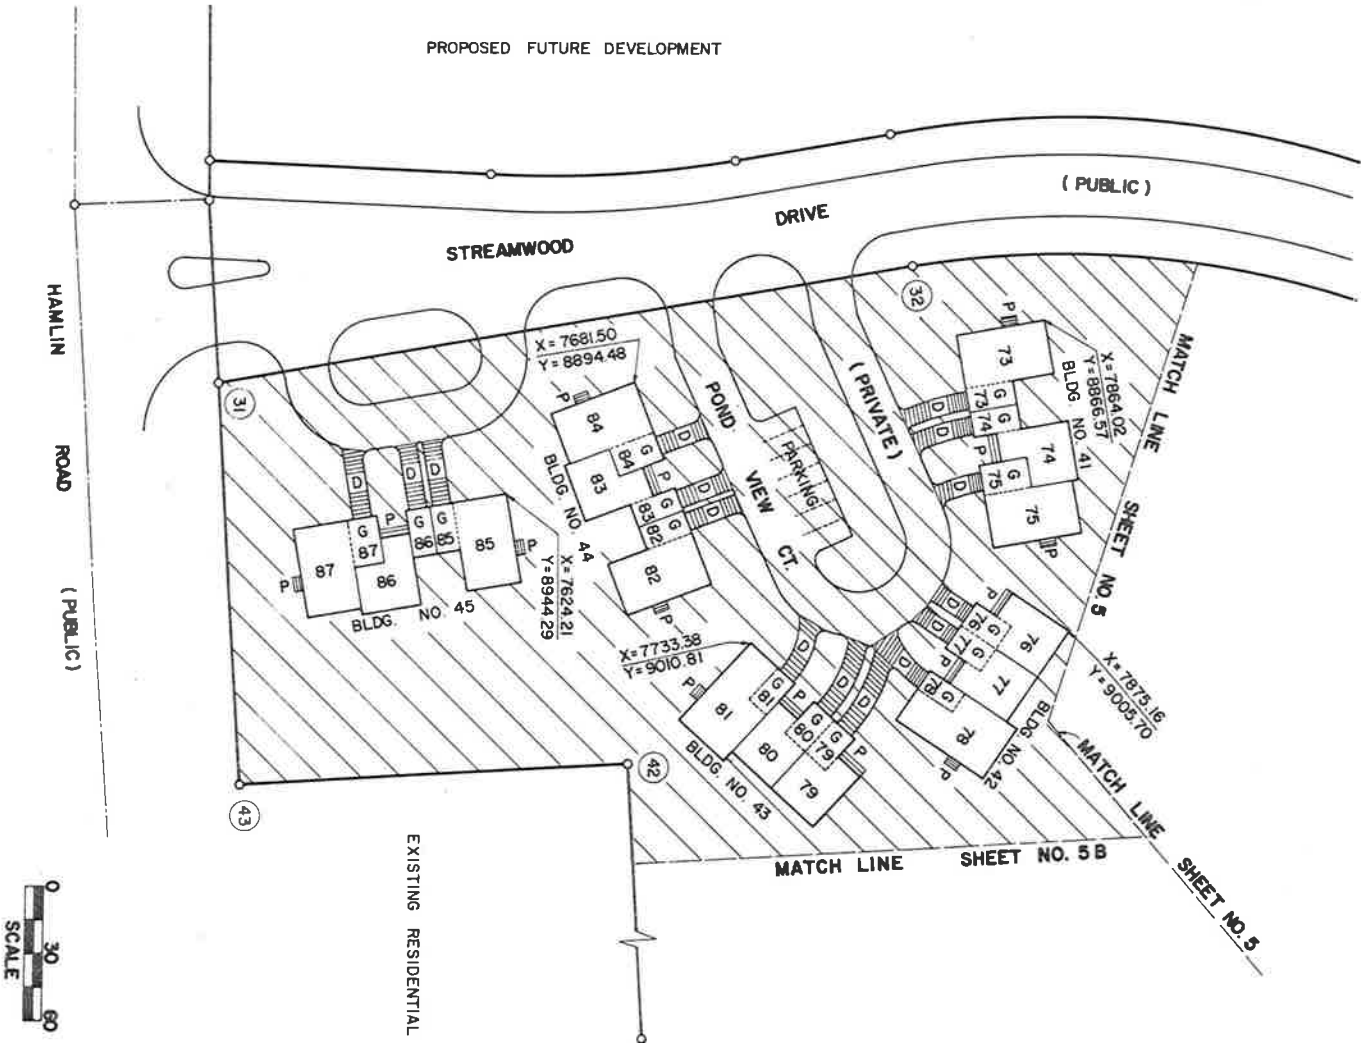 PROPOSED FUTURE DEVELOPMENT
( PUBLIC )
DRIVE
STREAMWOOD
HAMLIN ROAD (PUBLIC)
31
32
42
43
MATCH LINE SHEET NO. 5
X = 7864.02
Y = 8866.57
BLDG. NO. 41
P
73
G
73
D
G
74
D
P
74
G
75
D
75
P
(PRIVATE)
PARKING
POND VIEW CT.
X = 7681.50
Y = 8894.48
P
84
G
84
D
83
P
G
83
D
G
82
D
82
P
BLDG. NO. 44
X = 7624.21
Y = 8944.29
D
D
D
G
87
P
G
86
G
85
85
P
87
86
P
BLDG. NO. 45
X = 7733.38
Y = 9010.81
P
81
G
81
D
P
G
80
D
G
79
D
P
80
79
BLDG. NO. 43
X = 7875.16
Y = 9005.70
P
D
G
76
76
D
G
77
77
P
D
G
78
78
P
BLDG NO. 42
MATCH LINE SHEET NO. 5
MATCH LINE SHEET NO. 5B
EXISTING RESIDENTIAL
0 30 60
SCALE